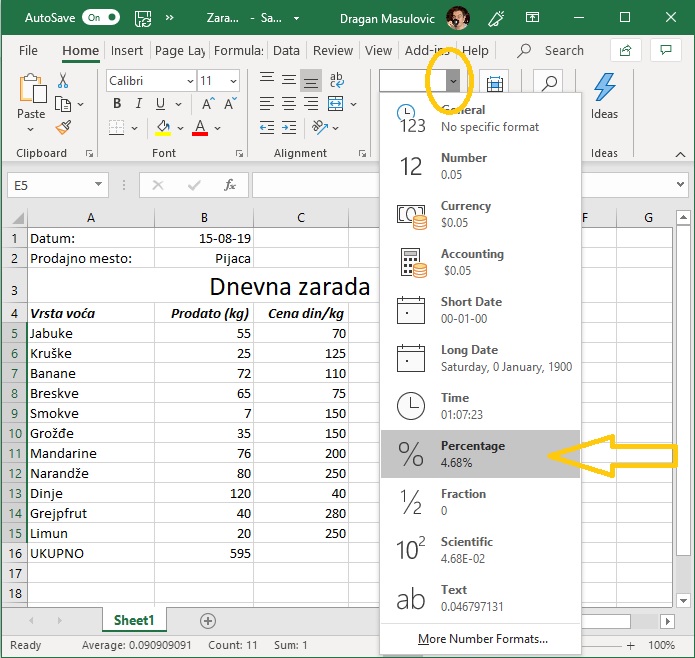 AutoSave On » Zara... - Sa... Dragan Masulovic
File Home Insert Page Lay Formula: Data Review View Add-ins Help Search
Paste
Calibri 11
B I U A A
Ideas
Clipboard Font Alignment Ideas
E5 fx
A B C F G
1 Datum: 15-08-19
2 Prodajno mesto: Pijaca
3 Dnevna zarada
4 Vrsta voća Prodato (kg) Cena din/kg
5 Jabuke 55 70
6 Kruške 25 125
7 Banane 72 110
8 Breskve 65 75
9 Smokve 7 150
10 Grožđe 35 150
11 Mandarine 76 200
12 Narandže 80 250
13 Dinje 120 40
14 Grejpfrut 40 280
15 Limun 20 250
16 UKUPNO 595
17
18
General
123 No specific format
12 Number
0.05
Currency
$0.05
Accounting
$0.05
Short Date
00-01-00
Long Date
Saturday, 0 January, 1900
Time
01:07:23
% Percentage
4.68%
½ Fraction
0
10² Scientific
4.68E-02
ab Text
0.046797131
More Number Formats...
Sheet1
Ready Average: 0.090909091 Count: 11 Sum: 1 + 100%